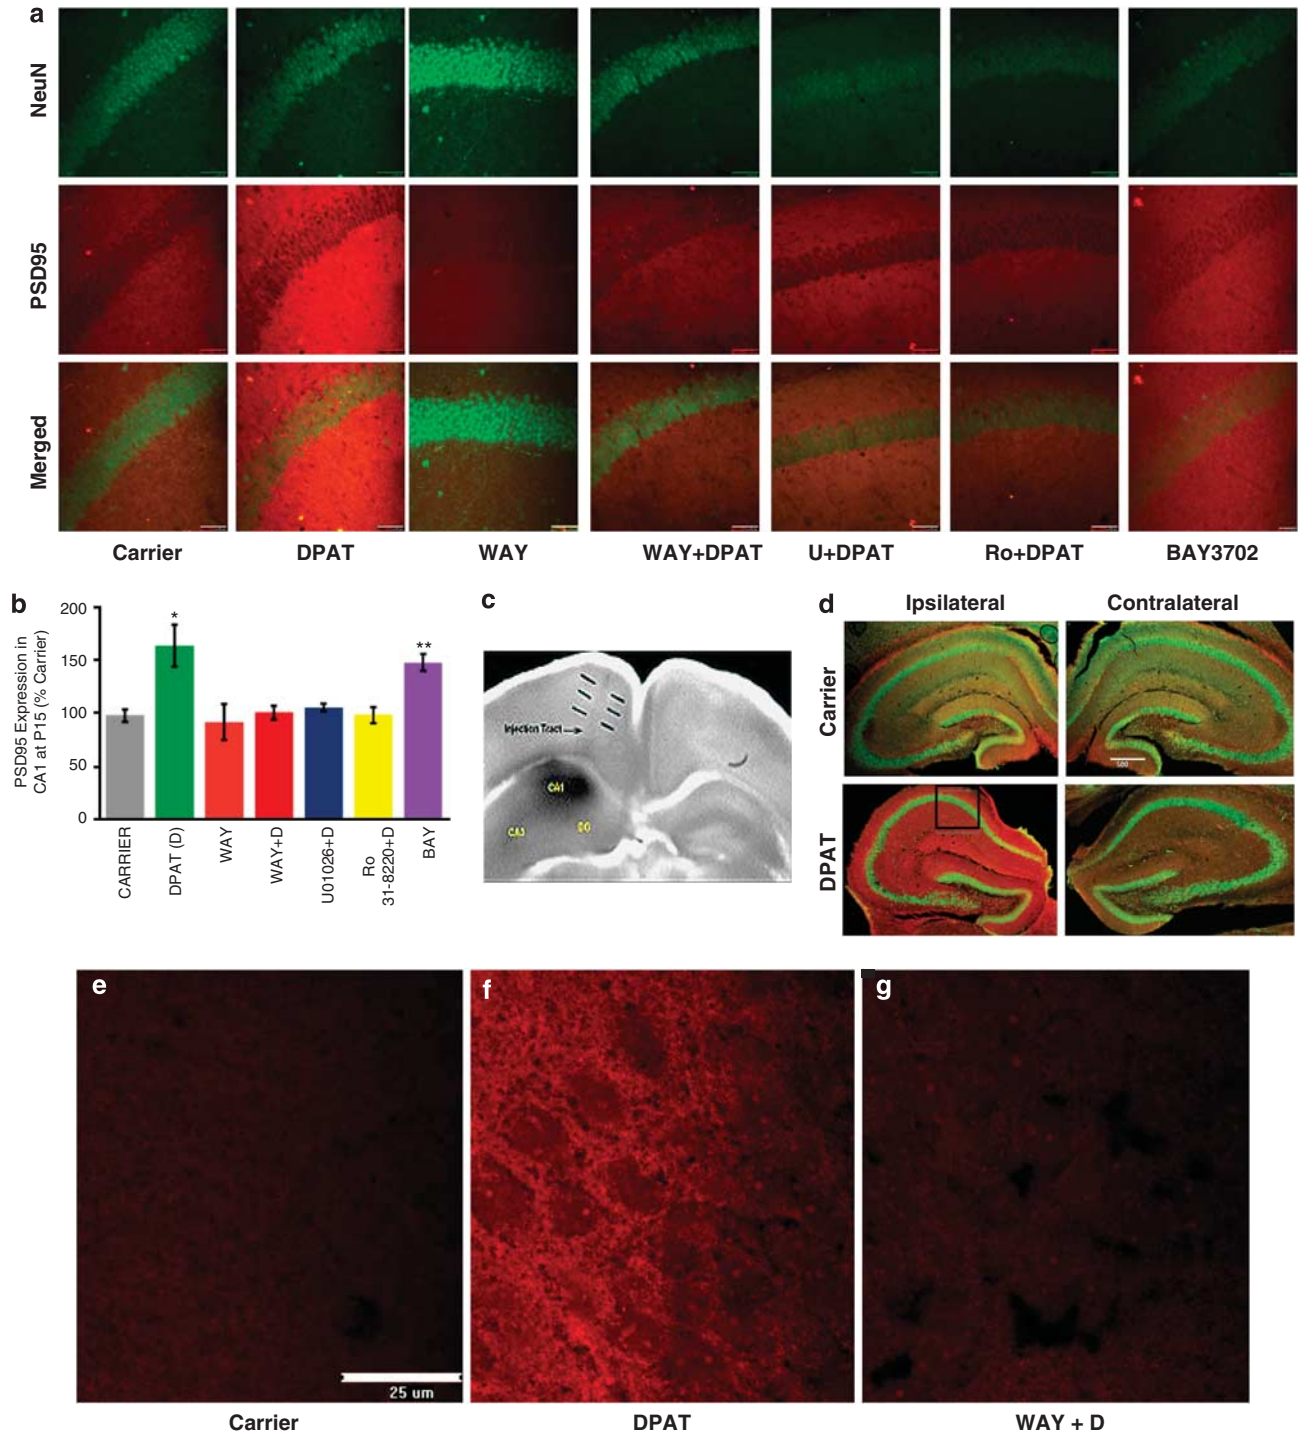 a
NeuN
PSD95
Merged
Carrier
DPAT
WAY
WAY+DPAT
U+DPAT
Ro+DPAT
BAY3702
b
PSD95 Expression in
CA1 at P15 (% Carrier)
200
150
100
50
0
*
**
CARRIER
DPAT (D)
WAY
WAY+D
U01026+D
Ro
31-8220+D
BAY
c
Injection Tract
CA1
CA3
DG
d
Ipsilateral
Contralateral
Carrier
DPAT
500
e
f
g
25 um
Carrier
DPAT
WAY + D